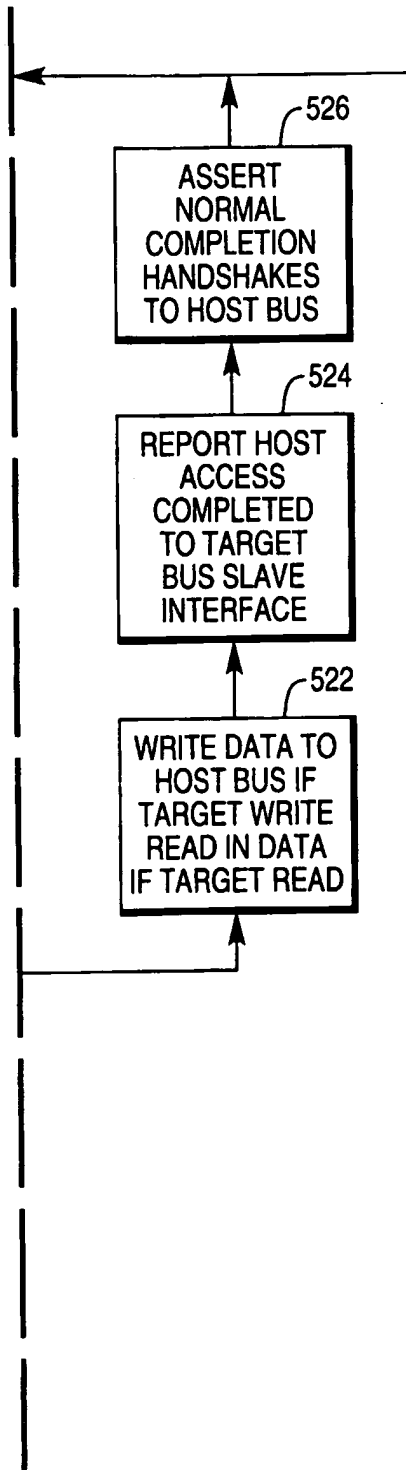 526
ASSERT
NORMAL
COMPLETION
HANDSHAKES
TO HOST BUS
524
REPORT HOST
ACCESS
COMPLETED
TO TARGET
BUS SLAVE
INTERFACE
522
WRITE DATA TO
HOST BUS IF
TARGET WRITE
READ IN DATA
IF TARGET READ